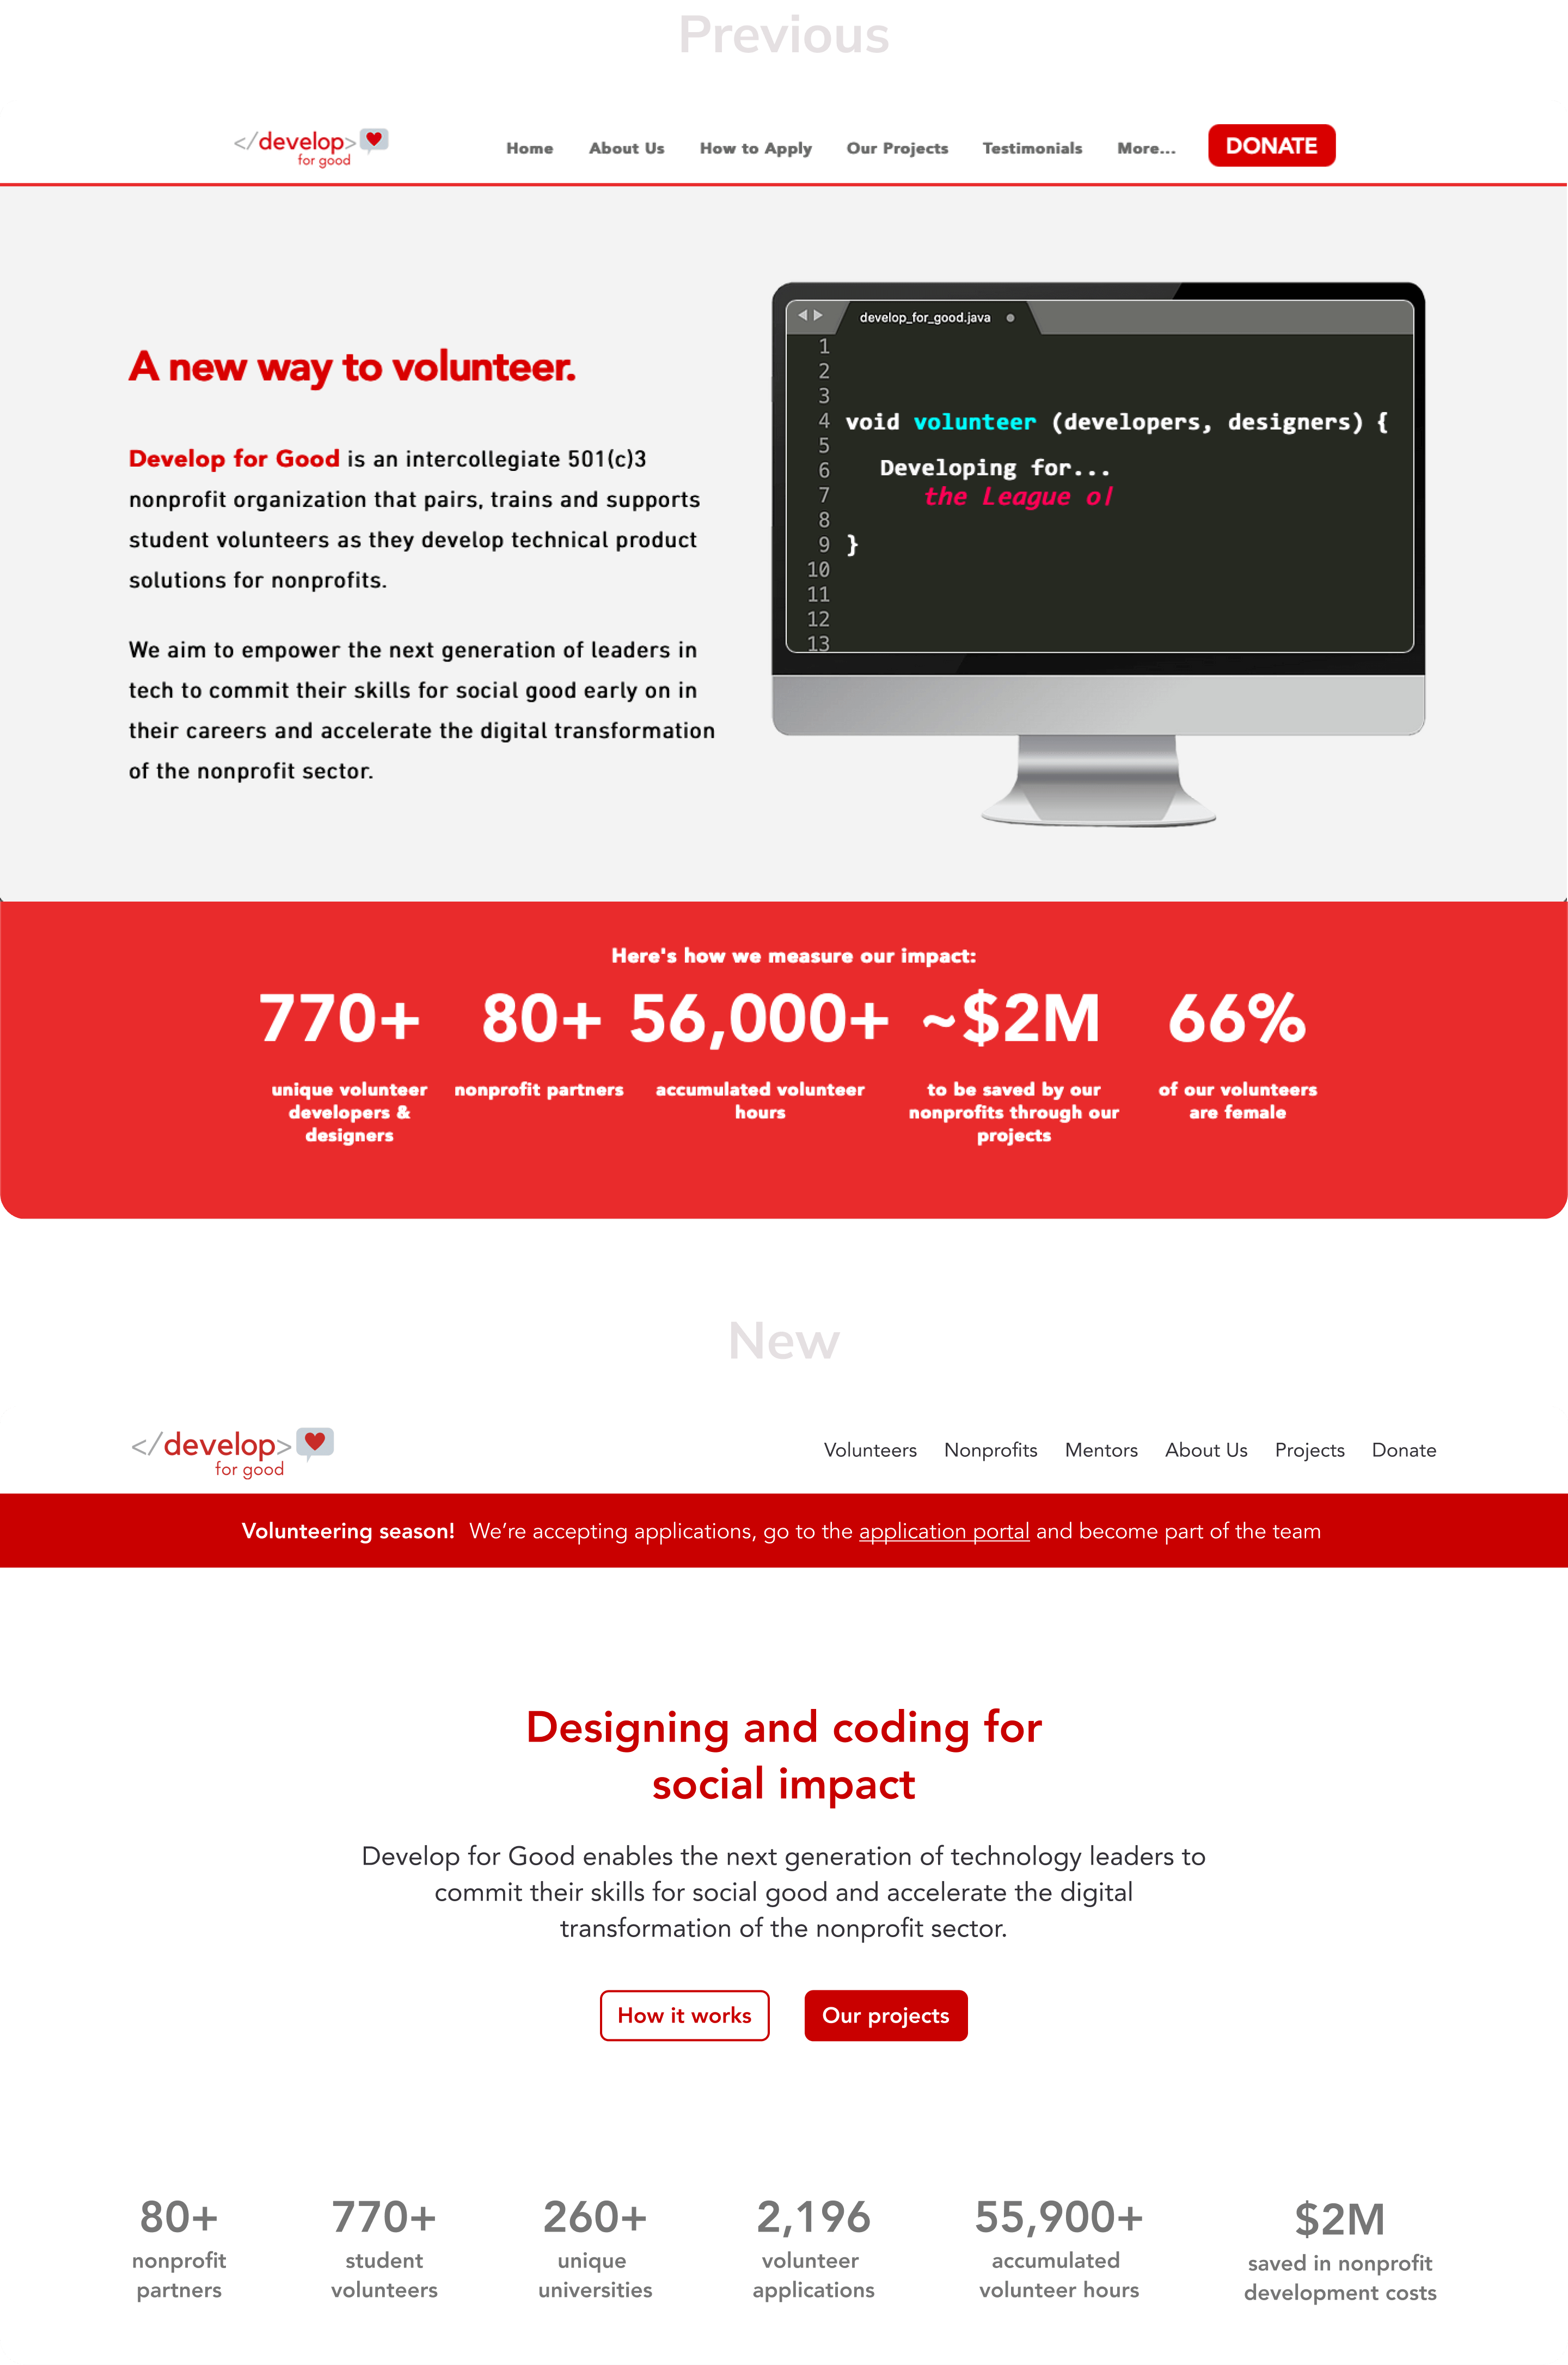 Previous
</develop>
for good
Home About Us How to Apply Our Projects Testimonials More... DONATE
A new way to volunteer.
Develop for Good is an intercollegiate 501(c)3
nonprofit organization that pairs, trains and supports
student volunteers as they develop technical product
solutions for nonprofits.
We aim to empower the next generation of leaders in
tech to commit their skills for social good early on in
their careers and accelerate the digital transformation
of the nonprofit sector.
develop_for_good.java
1
2
3
4 void volunteer (developers, designers) {
5
6 Developing for...
7 the League o|
8
9 }
10
11
12
13
Here's how we measure our impact:
770+ 80+ 56,000+ ~$2M 66%
unique volunteer
developers &
designers
nonprofit partners
accumulated volunteer
hours
to be saved by our
nonprofits through our
projects
of our volunteers
are female
New
</develop>
for good
Volunteers Nonprofits Mentors About Us Projects Donate
Volunteering season! We're accepting applications, go to the application portal and become part of the team
Designing and coding for
social impact
Develop for Good enables the next generation of technology leaders to
commit their skills for social good and accelerate the digital
transformation of the nonprofit sector.
How it works Our projects
80+
nonprofit
partners
770+
student
volunteers
260+
unique
universities
2,196
volunteer
applications
55,900+
accumulated
volunteer hours
$2M
saved in nonprofit
development costs